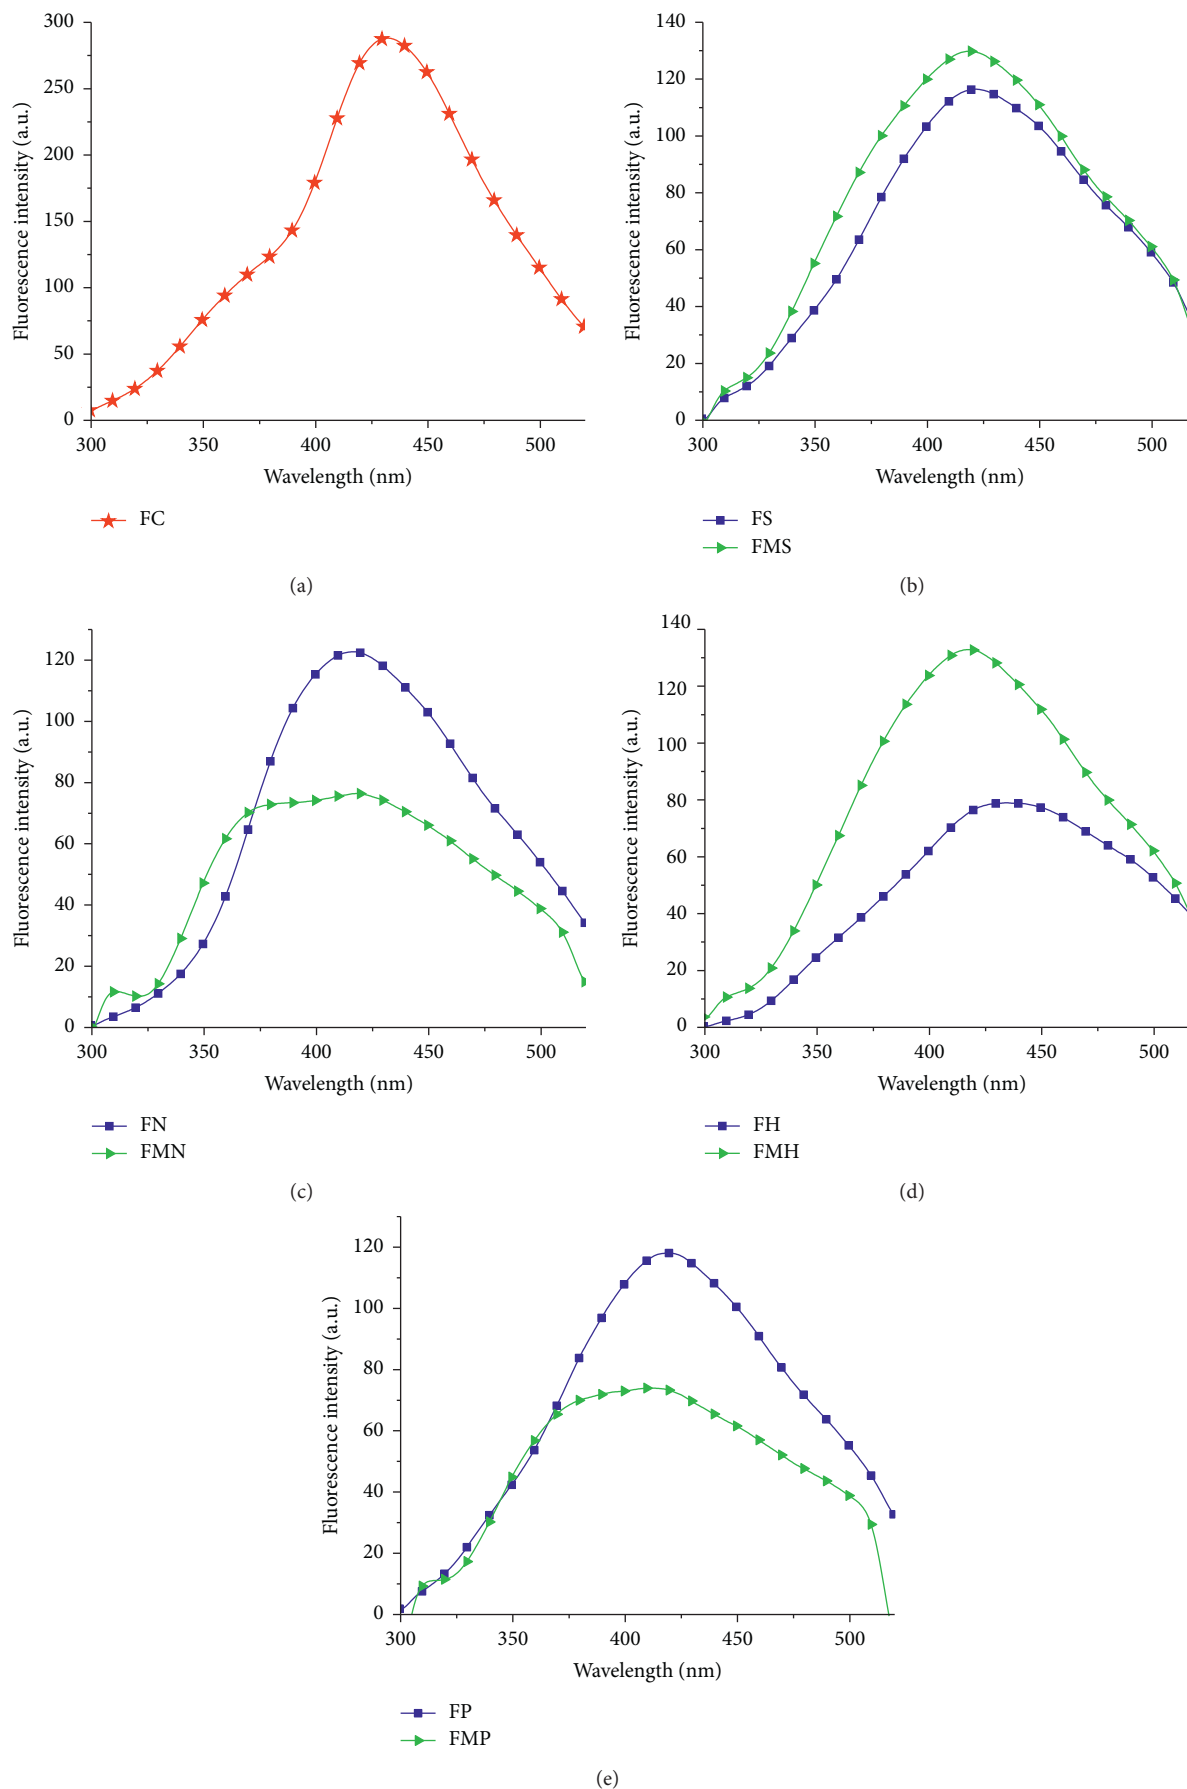 Fluorescence intensity (a.u.)
300
250
200
150
100
50
0
300 350 400 450 500
Wavelength (nm)
FC
(a)
Fluorescence intensity (a.u.)
140
120
100
80
60
40
20
0
300 350 400 450 500
Wavelength (nm)
FS
FMS
(b)
Fluorescence intensity (a.u.)
120
100
80
60
40
20
0
300 350 400 450 500
Wavelength (nm)
FN
FMN
(c)
Fluorescence intensity (a.u.)
140
120
100
80
60
40
20
0
300 350 400 450 500
Wavelength (nm)
FH
FMH
(d)
Fluorescence intensity (a.u.)
120
100
80
60
40
20
0
300 350 400 450 500
Wavelength (nm)
FP
FMP
(e)